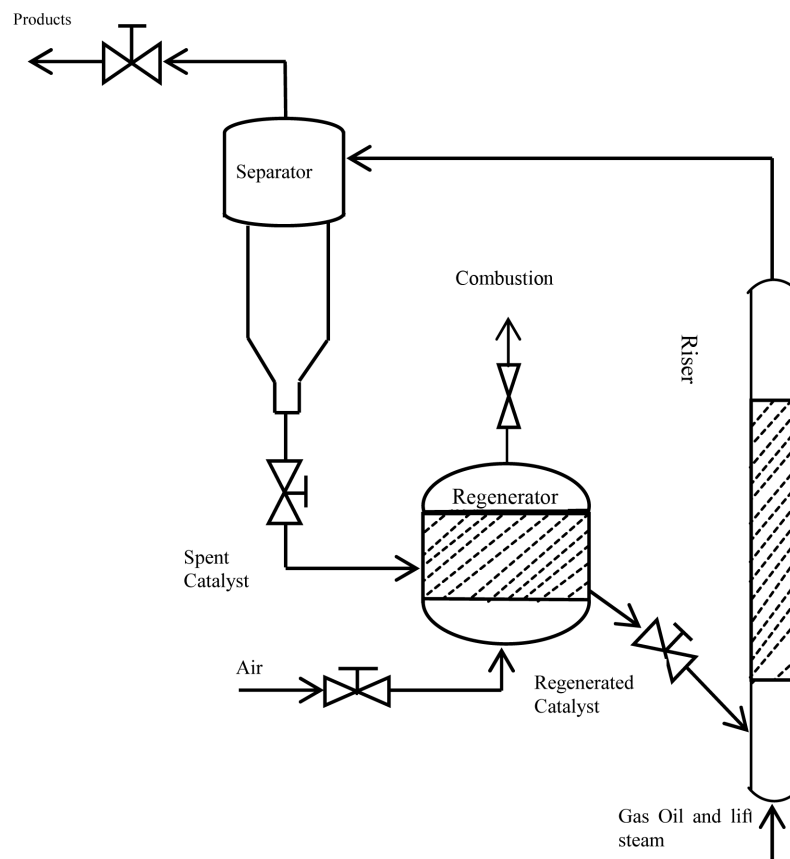 Products
Separator
Combustion
Riser
Regenerator
Spent
Catalyst
Air
Regenerated
Catalyst
Gas Oil and lift
steam